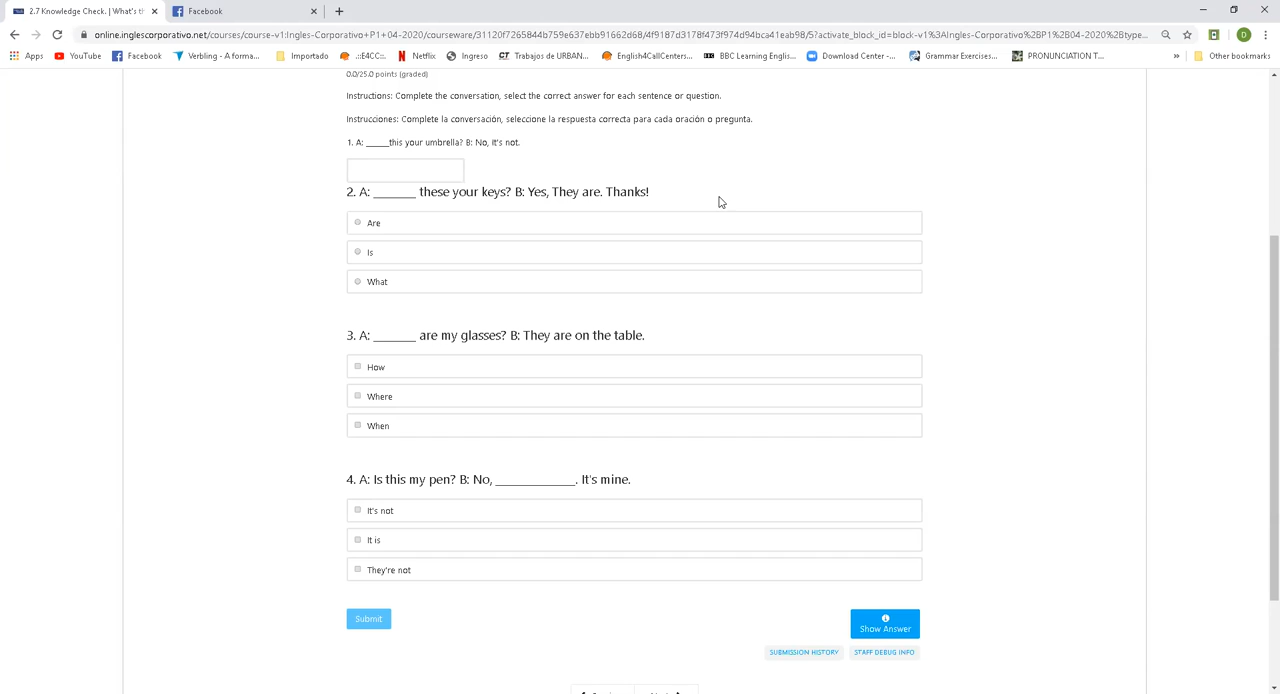 2.7 Knowledge Check. | What's th
Facebook
online.inglescorporativo.net/courses/course-v1:Ingles-Corporativo+P1+04-2020/courseware/31120f7265844b759e637ebb91662d68/4f9187d3178f473f974d94bb41eab98/5?activate_block_id=block-v1%3AIngles-Corporativo%2BP1%2B04-2020%2Btype...
Apps YouTube Facebook Verbling - A forma... Importado .::E4CC::. Netflix Ingreso Trabajos de URBAN... English4CallCenters... BBC Learning Englis... Download Center -... Grammar Exercises... PRONUNCIATION T... » Other bookmarks
0.0/25.0 points (graded)
Instructions: Complete the conversation, select the correct answer for each sentence or question.
Instrucciones: Complete la conversación, seleccione la respuesta correcta para cada oración o pregunta.
1. A: _____this your umbrella? B: No, It's not.
2. A: _______ these your keys? B: Yes, They are. Thanks!
Are
Is
What
3. A: _______ are my glasses? B: They are on the table.
How
Where
When
4. A: Is this my pen? B: No, _____________. It's mine.
It's not
It is
They're not
Submit
Show Answer
SUBMISSION HISTORY STAFF DEBUG INFO